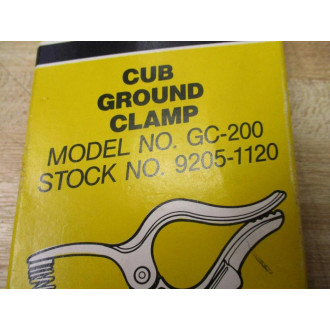 CUB
GROUND
CLAMP
MODEL NO. GC-200
STOCK NO. 9205-1120